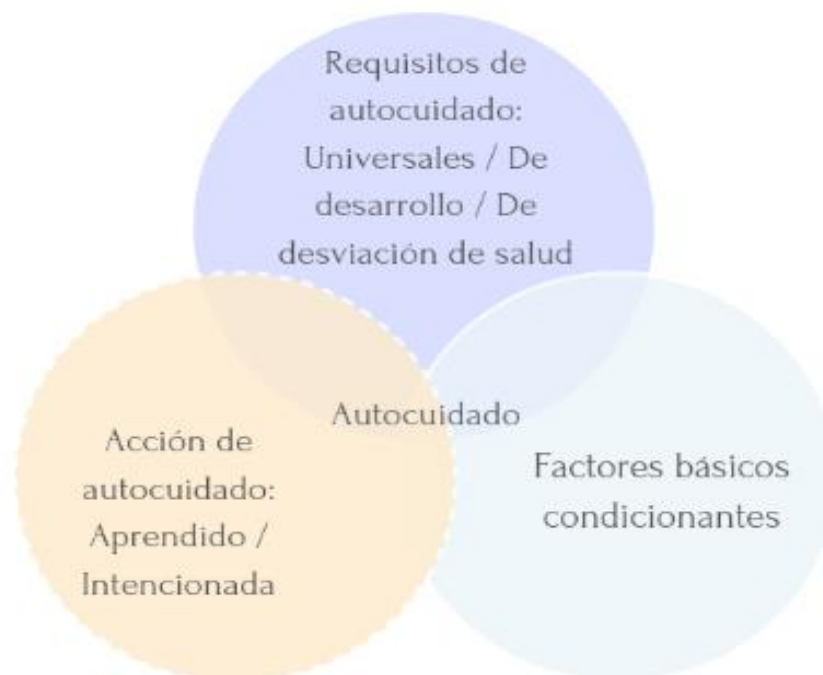 Requisitos de
autocuidado:
Universales / De
desarrollo / De
desviación de salud
Autocuidado
Acción de
autocuidado:
Aprendido /
Intencionada
Factores básicos
condicionantes